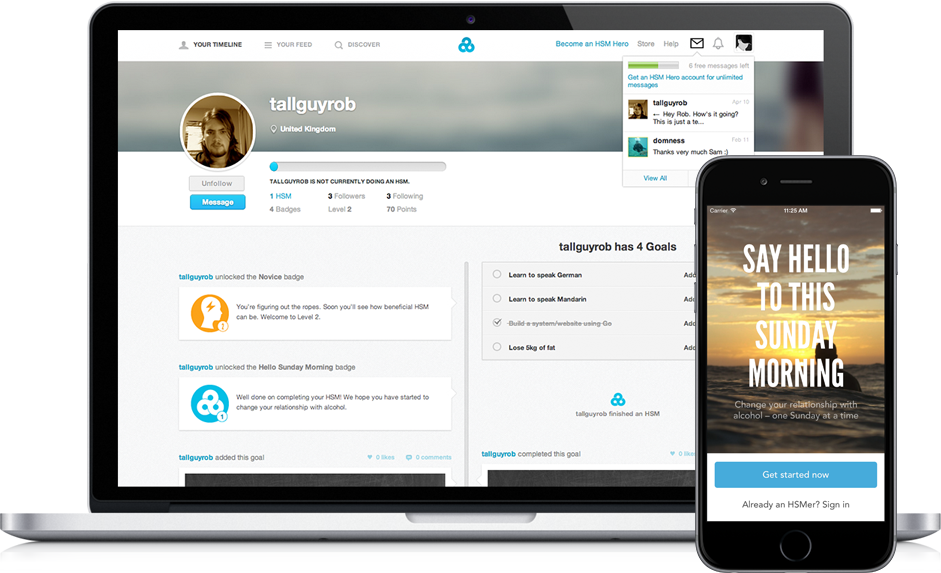 YOUR TIMELINE
YOUR FEED
DISCOVER
Become an HSM Hero
Store
Help
6 free messages left
Get an HSM Hero account for unlimited
messages
tallguyrob
Apr 10
← Hey Rob. How's it going?
This is just a te...
domness
Feb 11
Thanks very much Sam :)
View All
tallguyrob
United Kingdom
Unfollow
Message
TALLGUYROB IS NOT CURRENTLY DOING AN HSM.
1 HSM
3 Followers
3 Following
4 Badges
Level 2
70 Points
tallguyrob unlocked the Novice badge
You're figuring out the ropes. Soon you'll see how beneficial HSM
can be. Welcome to Level 2.
tallguyrob unlocked the Hello Sunday Morning badge
Well done on completing your HSM! We hope you have started to
change your relationship with alcohol.
1
tallguyrob added this goal
0 likes
0 comments
tallguyrob has 4 Goals
Learn to speak German
Add
Learn to speak Mandarin
Add
Build a system/website using Go
Add
Lose 5kg of fat
Add
tallguyrob finished an HSM
tallguyrob completed this goal
0 likes
Carrier
11:25 AM
SAY HELLO
TO THIS
SUNDAY
MORNING
Change your relationship with
alcohol – one Sunday at a time
Get started now
Already an HSMer? Sign in